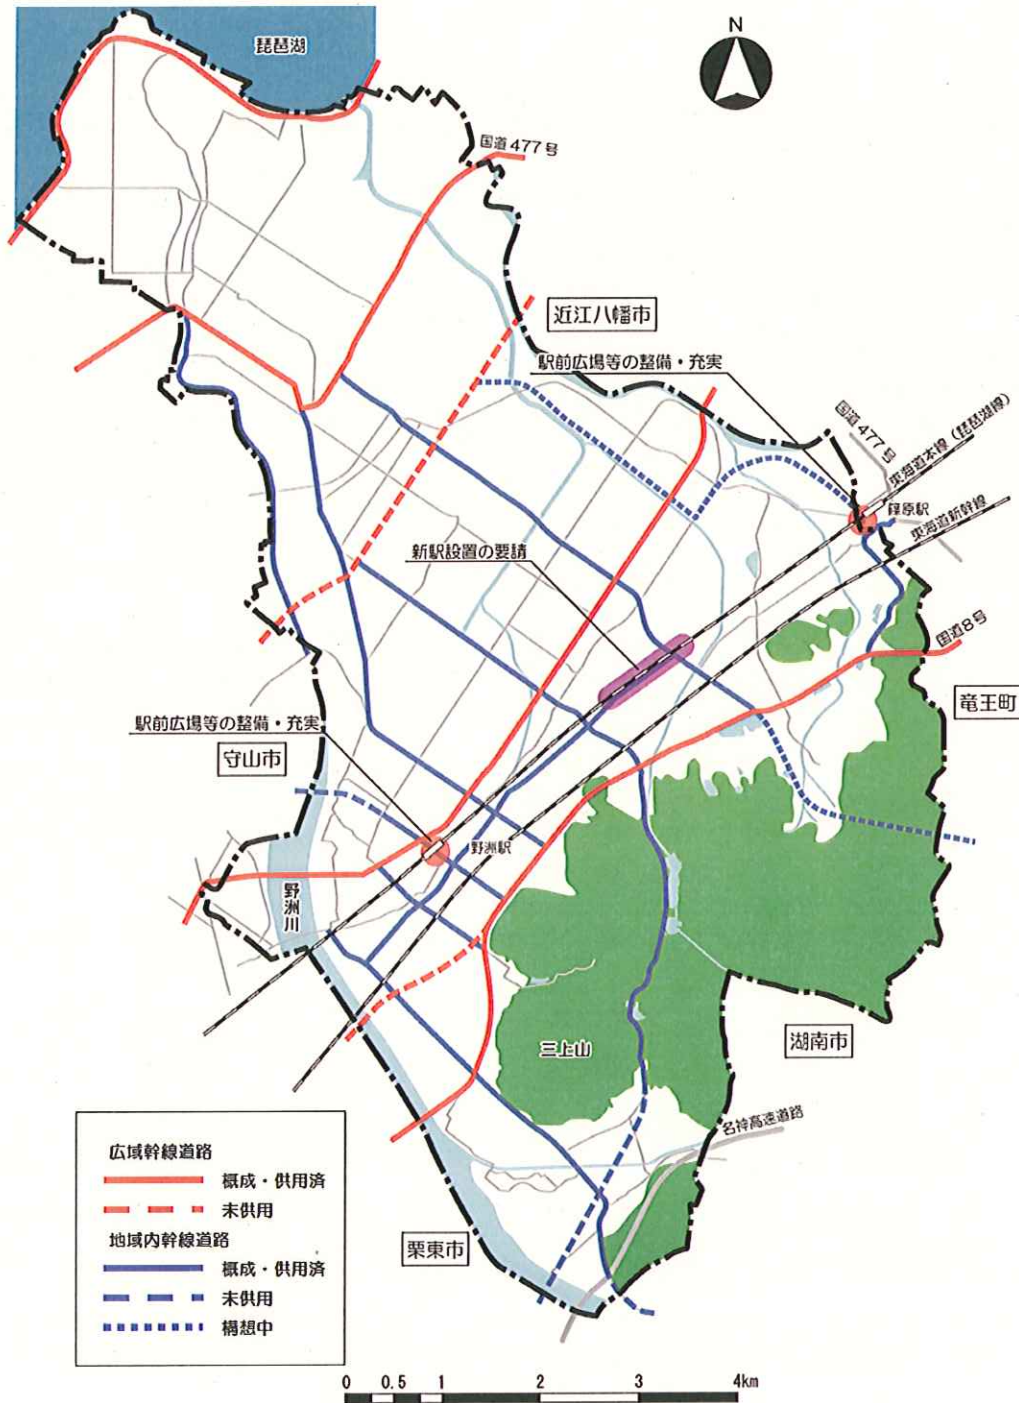 琵琶湖
N
国道477号
近江八幡市
駅前広場等の整備・充実
国道477号
東海道本線(琵琶湖線)
篠原駅
東海道新幹線
新駅設置の要請
国道8号
竜王町
駅前広場等の整備・充実
守山市
野洲駅
野洲川
三上山
湖南市
名神高速道路
栗東市
広域幹線道路
概成・供用済
未供用
地域内幹線道路
概成・供用済
未供用
構想中
0 0.5 1 2 3 4km